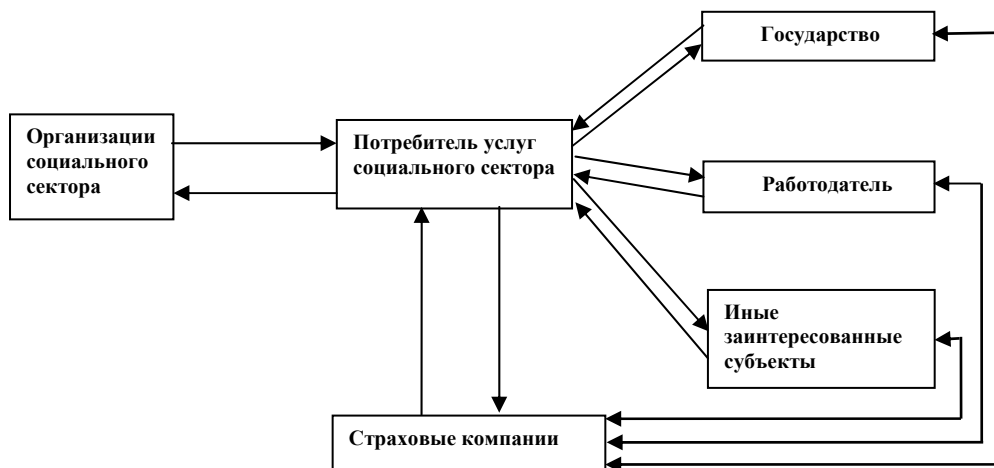 Государство
Организации
социального
сектора
Потребитель услуг
социального сектора
Работодатель
Иные
заинтересованные
субъекты
Страховые компании